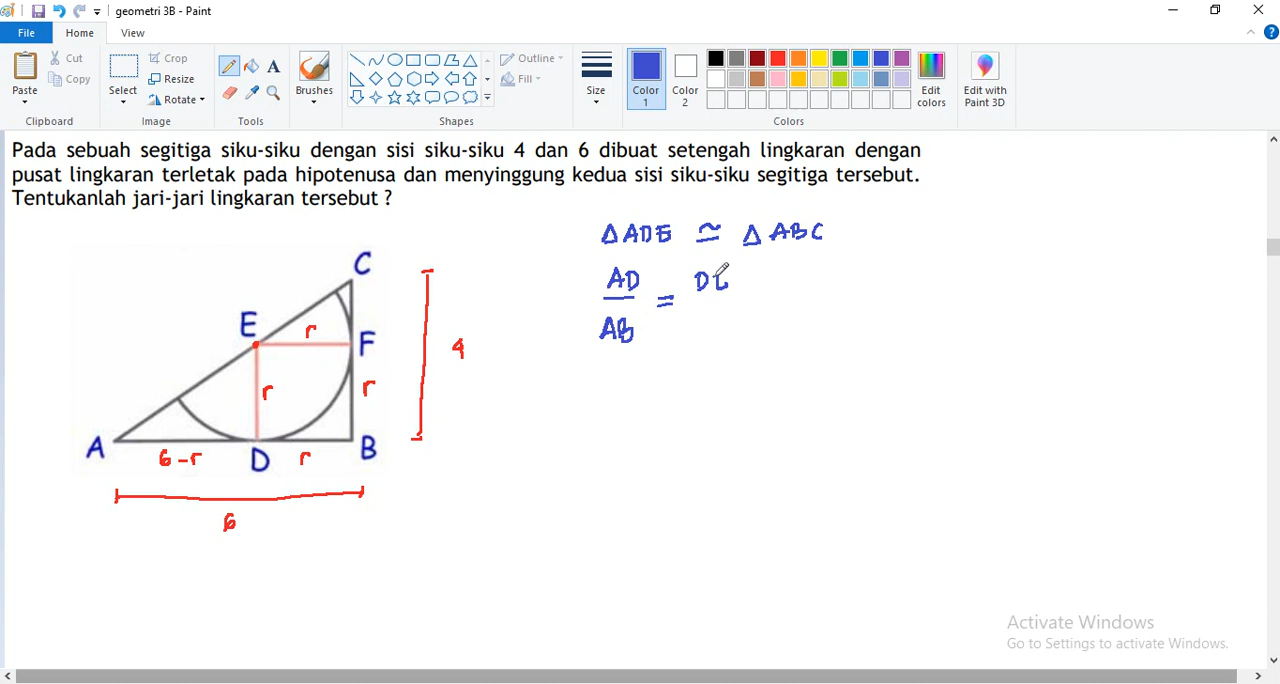 geometri 3B - Paint
File Home View
Paste Cut Copy Clipboard
Select Crop Resize Rotate Image
A Tools
Brushes
Outline Fill Shapes
Size
Color 1 Color 2 Edit colors Colors
Edit with Paint 3D
?
Pada sebuah segitiga siku-siku dengan sisi siku-siku 4 dan 6 dibuat setengah lingkaran dengan
pusat lingkaran terletak pada hipotenusa dan menyinggung kedua sisi siku-siku segitiga tersebut.
Tentukanlah jari-jari lingkaran tersebut ?
Δ ADE ≅ Δ ABC
AD
AB
=
C
E r F
4
r r
A 6-r D r B
6
Activate Windows
Go to Settings to activate Windows.